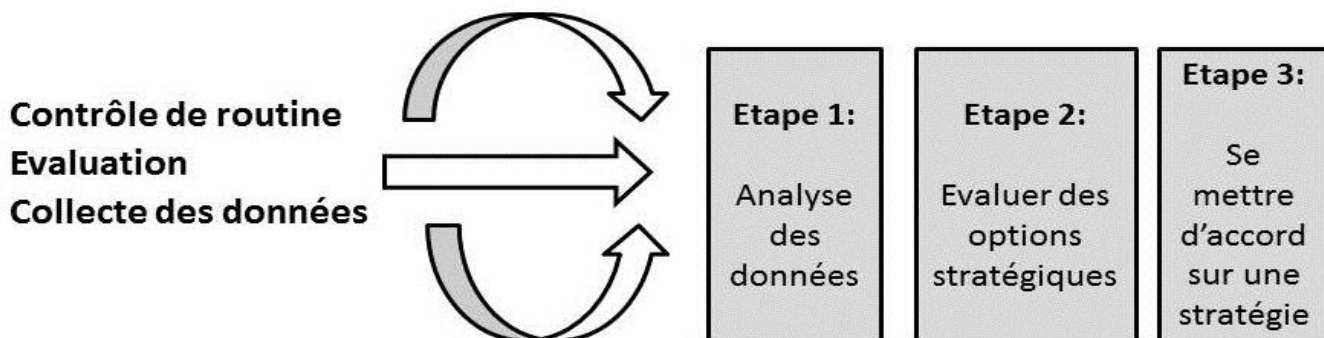 Contrôle de routine
Evaluation
Collecte des données
Etape 1:
Analyse
des
données
Etape 2:
Evaluer des
options
stratégiques
Etape 3:
Se
mettre
d'accord
sur une
stratégie